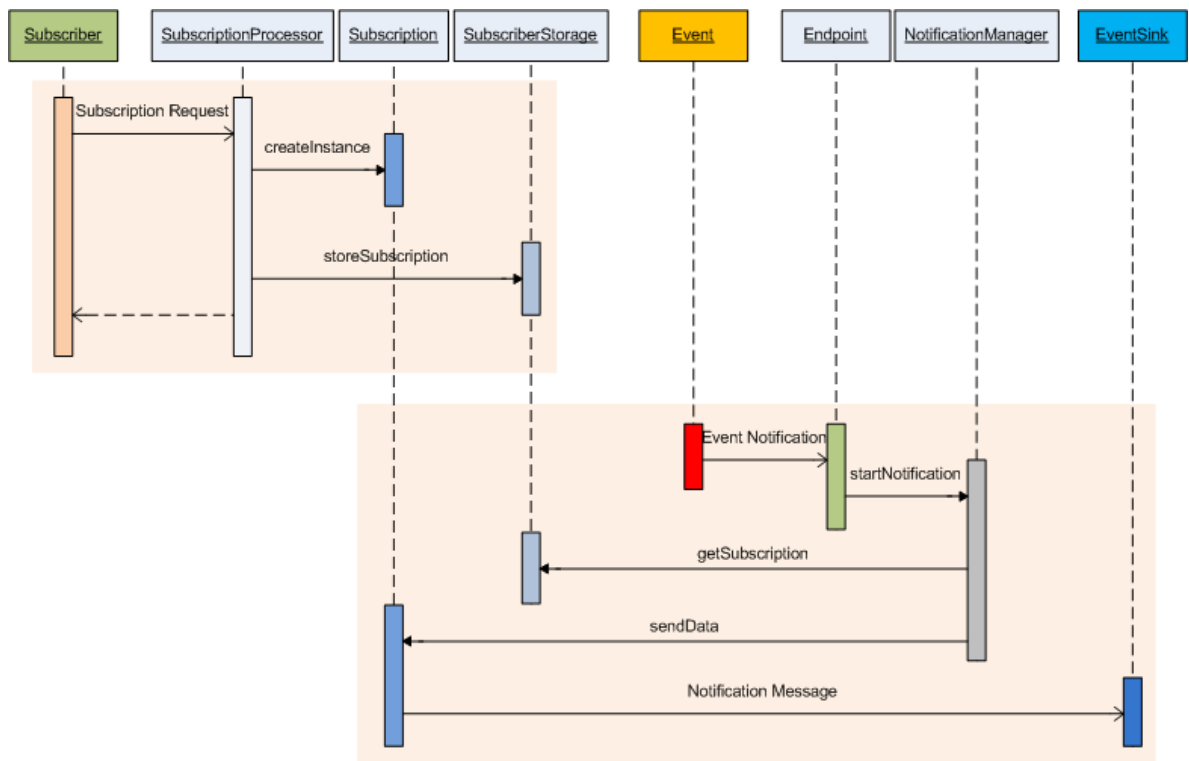 Subscriber
SubscriptionProcessor
Subscription
SubscriberStorage
Event
Endpoint
NotificationManager
EventSink
Subscription Request
createInstance
storeSubscription
Event Notification
startNotification
getSubscription
sendData
Notification Message